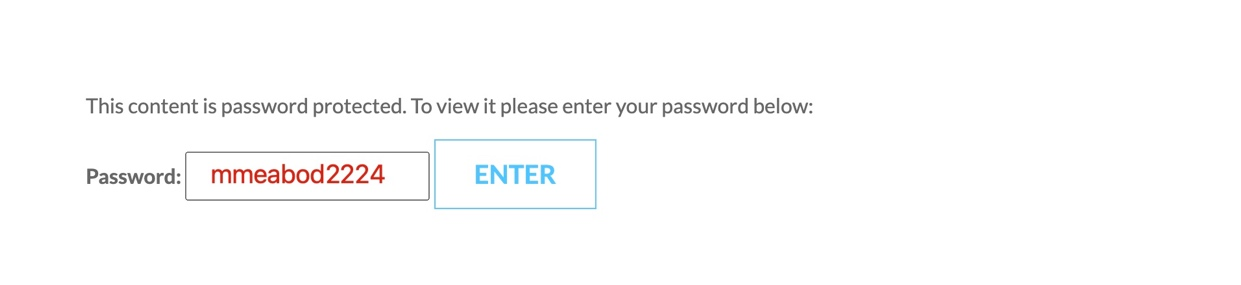 This content is password protected. To view it please enter your password below:
Password: mmeabod2224 ENTER